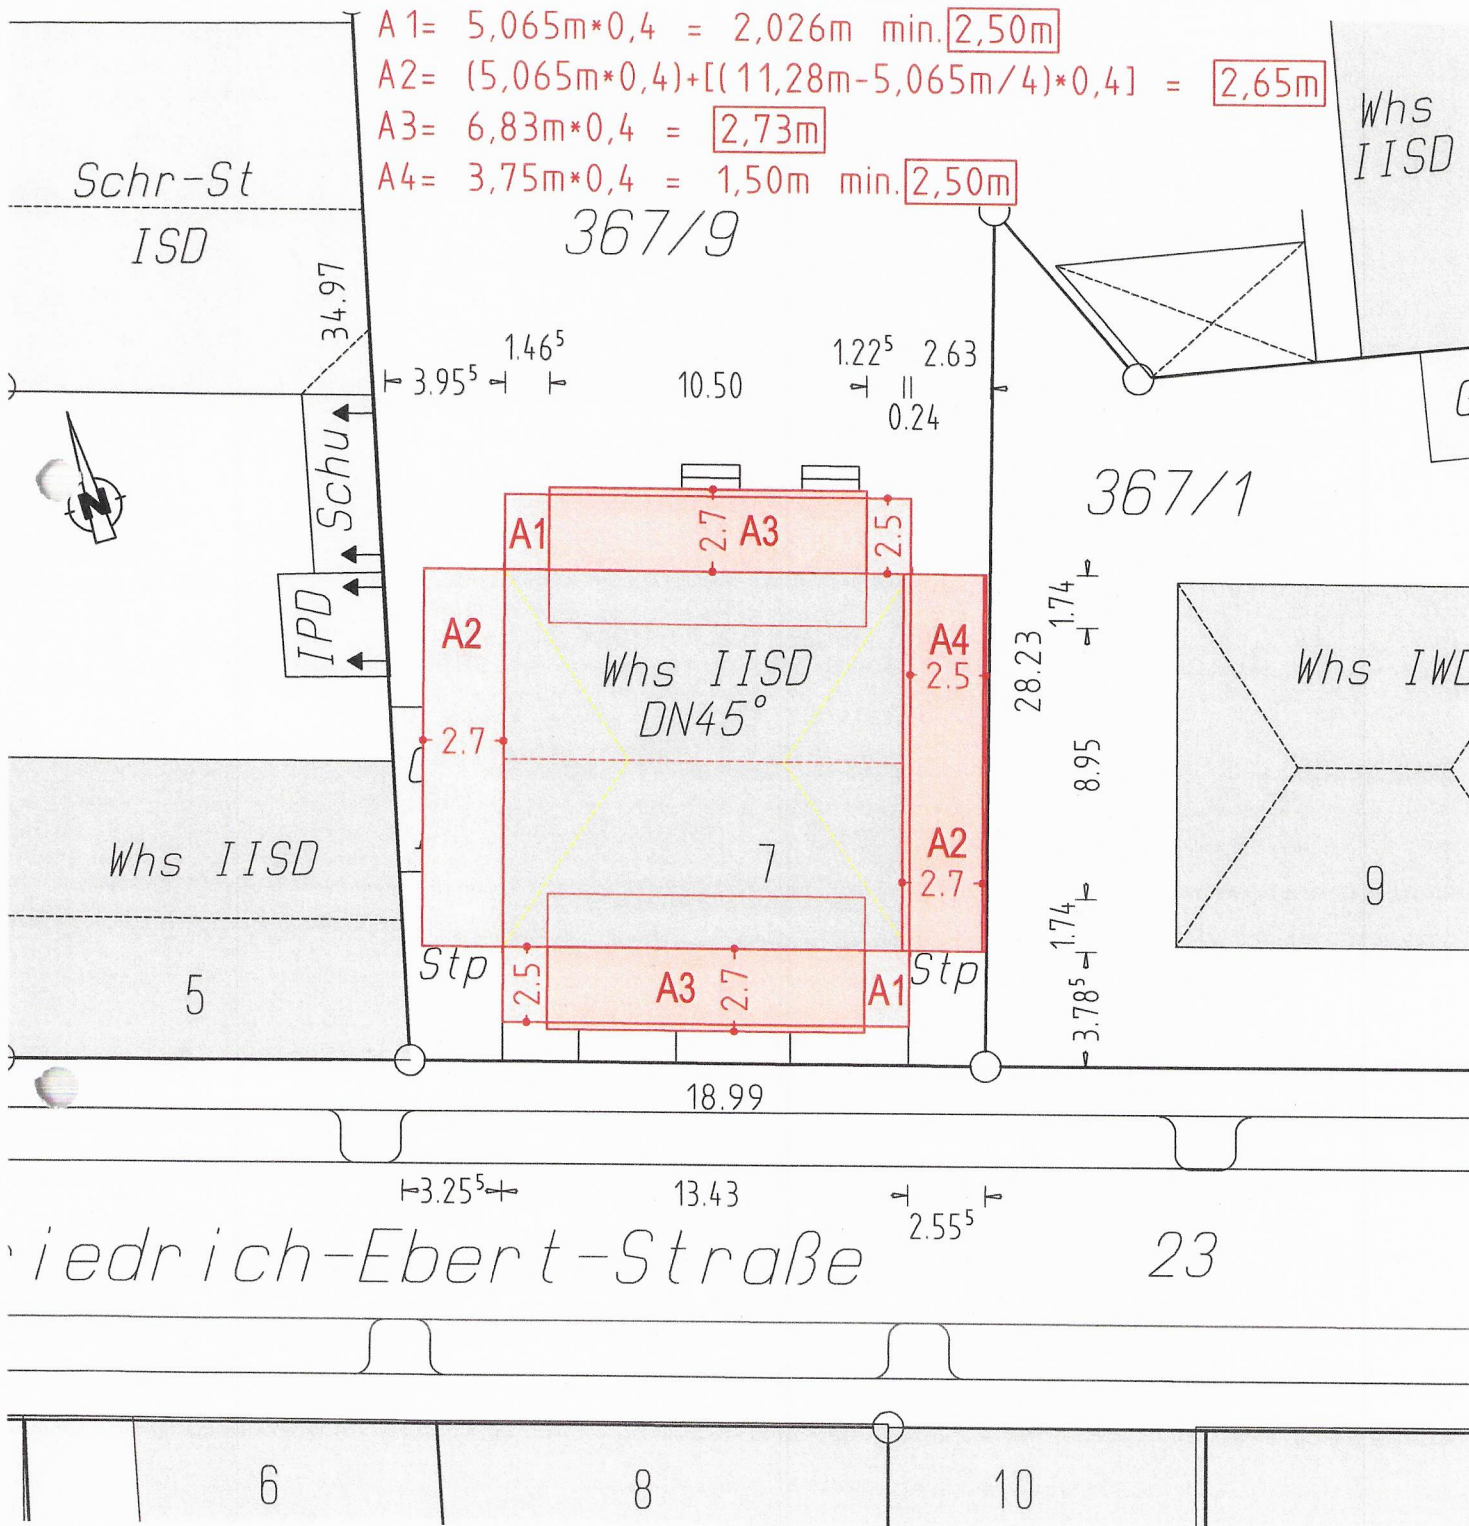 A1= 5,065m*0,4 = 2,026m min. 2,50m
A2= (5,065m*0,4)+[(11,28m-5,065m/4)*0,4] = 2,65m
A3= 6,83m*0,4 = 2,73m
A4= 3,75m*0,4 = 1,50m min. 2,50m
Whs
IISD
Schr-St
ISD
367/9
34.97
3.95⁵
1.46⁵
10.50
1.22⁵
2.63
0.24
Schu
N
367/1
A1
2.7
A3
2.5
IPD
A2
Whs IISD
DN45°
A4
2.5
28.23
1.74
Whs IWD
2.7
8.95
Whs IISD
7
A2
2.7
9
1.74
5
Stp
2.5
A3
2.7
A1
Stp
3.78⁵
18.99
3.25⁵
13.43
2.55⁵
riedrich-Ebert-Straße
23
6
8
10